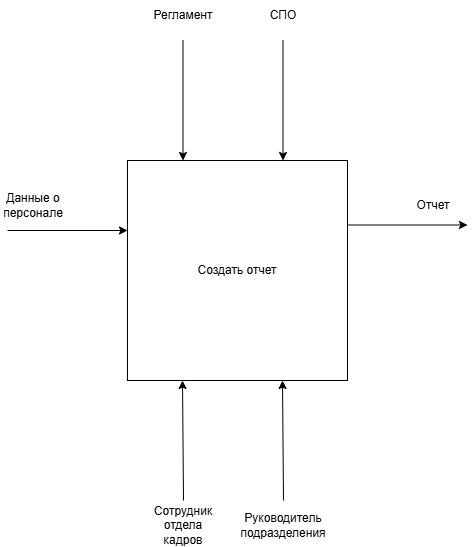 Регламент
СПО
Данные о
персонале
Отчет
Создать отчет
Сотрудник
отдела
кадров
Руководитель
подразделения